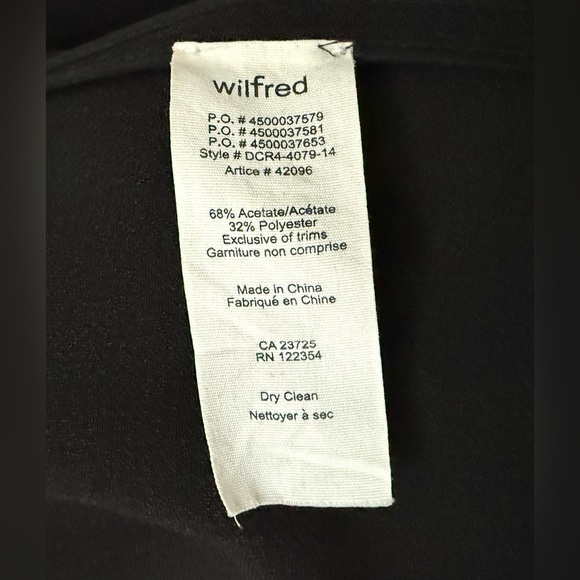 wilfred
P.O. # 4500037579
P.O. # 4500037581
P.O. # 4500037653
Style # DCR4-4079-14
Artice # 42096
68% Acetate/Acétate
32% Polyester
Exclusive of trims
Garniture non comprise
Made in China
Fabriqué en Chine
CA 23725
RN 122354
Dry Clean
Nettoyer à sec